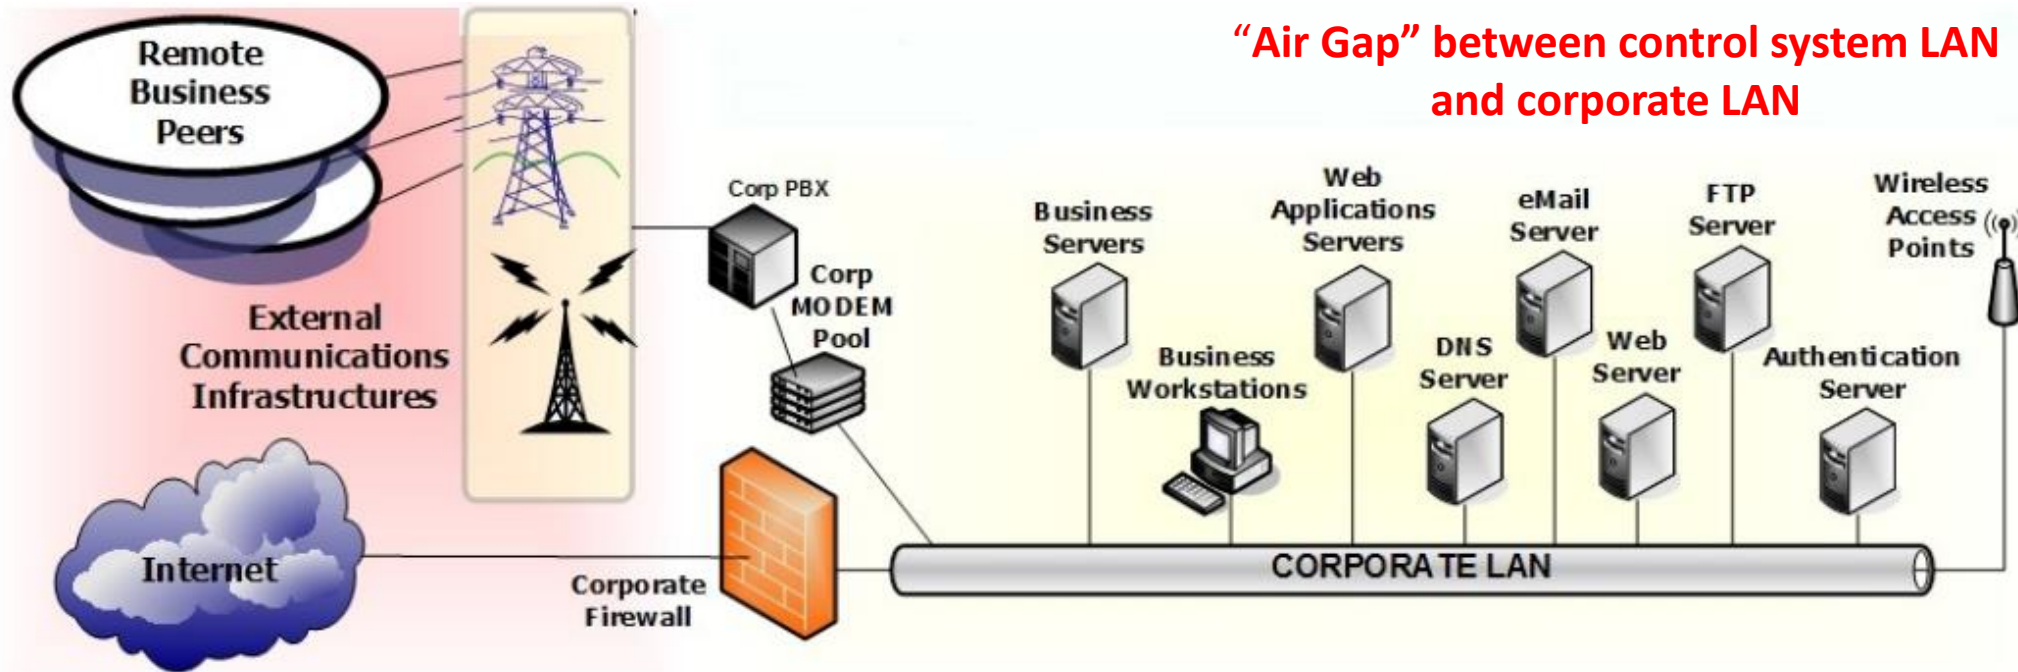 “Air Gap” between control system LAN
and corporate LAN
Remote
Business
Peers
External
Communications
Infrastructures
Internet
Corp PBX
Corp
MODEM
Pool
Corporate
Firewall
Business
Servers
Business
Workstations
Web
Applications
Servers
DNS
Server
eMail
Server
Web
Server
FTP
Server
Authentication
Server
Wireless
Access
Points
CORPORATE LAN